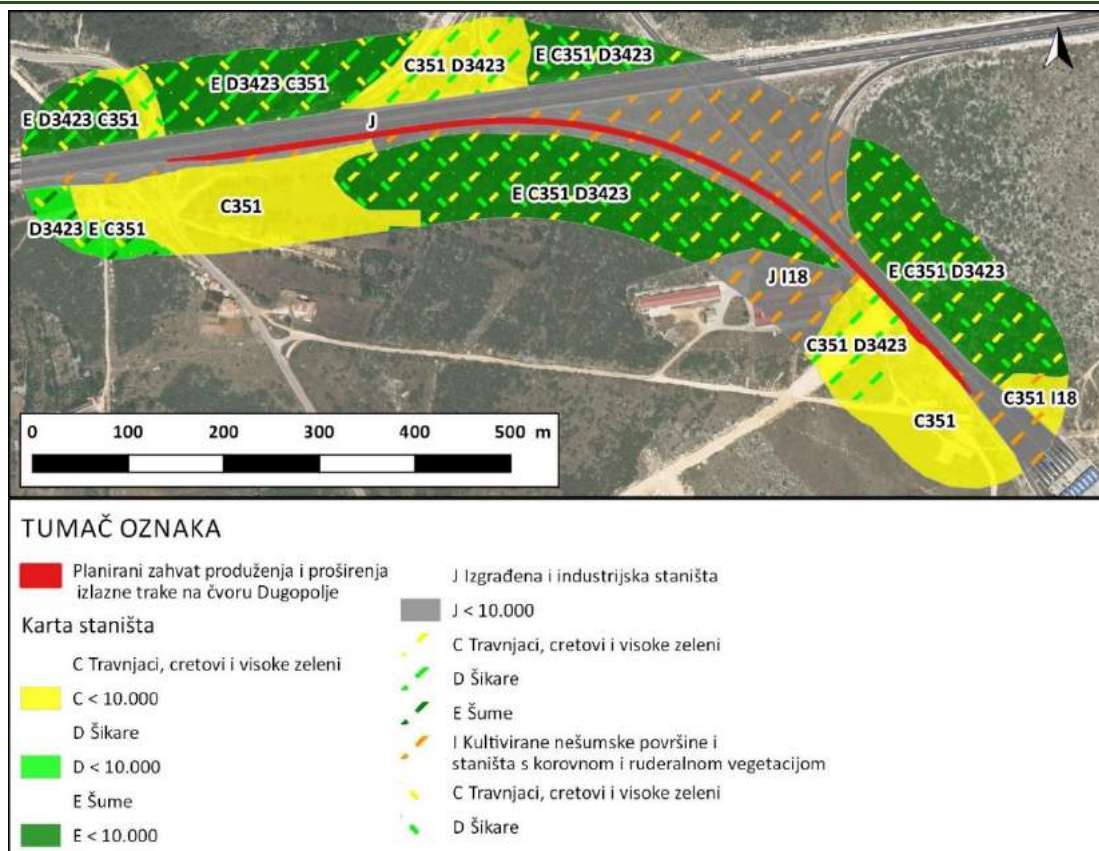 C351 D3423
E C351 D3423
E D3423 C351
E D3423 C351
J
C351
E C351 D3423
D3423 E C351
E C351 D3423
J I18
C351 D3423
C351 I18
C351
0 100 200 300 400 500 m
TUMAČ OZNAKA
Planirani zahvat produženja i proširenja
izlazne trake na čvoru Dugopolje
Karta staništa
C Travnjaci, cretovi i visoke zeleni
C < 10.000
D Šikare
D < 10.000
E Šume
E < 10.000
J Izgrađena i industrijska staništa
J < 10.000
C Travnjaci, cretovi i visoke zeleni
D Šikare
E Šume
I Kultivirane nešumske površine i
staništa s korovnom i ruderalnom vegetacijom
C Travnjaci, cretovi i visoke zeleni
D Šikare